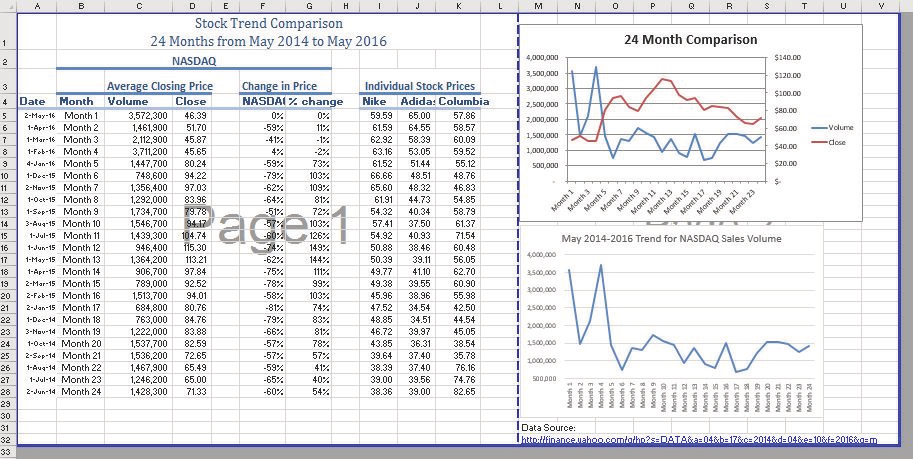 A B C D E F G H I J K L M N O P Q R S T U V
1 Stock Trend Comparison
24 Months from May 2014 to May 2016
2 NASDAQ
3 Average Closing Price Change in Price Individual Stock Prices
4 Date Month Volume Close NASDA( % change Nike Adida: Columbia
5 2-May-16 Month 1 3,572,300 46.39 0% 0% 59.59 65.00 57.86
6 1-Apr-16 Month 2 1,461,900 51.70 -59% 11% 61.59 64.55 58.57
7 1-Mar-16 Month 3 2,112,900 45.87 -41% -1% 62.92 58.39 60.09
8 1-Feb-16 Month 4 3,711,200 45.65 4% -2% 63.16 53.05 59.52
9 4-Jan-16 Month 5 1,447,700 80.24 -59% 73% 61.52 51.44 55.12
10 1-Dec-15 Month 6 748,600 94.22 -79% 103% 66.66 48.51 48.76
11 2-Nov-15 Month 7 1,356,400 97.03 -62% 109% 65.60 48.32 46.83
12 1-Oct-15 Month 8 1,292,000 83.96 -64% 81% 61.91 44.73 54.85
13 1-Sep-15 Month 9 1,734,700 79.78 -51% 72% 54.32 40.34 58.79
14 3-Aug-15 Month 10 1,546,700 94.17 -57% 103% 57.41 37.50 61.37
15 1-Jul-15 Month 11 1,439,300 104.74 -60% 126% 54.92 40.93 71.54
16 1-Jun-15 Month 12 946,400 115.30 -74% 149% 50.88 38.46 60.48
17 1-May-15 Month 13 1,364,200 113.21 -62% 144% 50.39 39.11 56.05
18 1-Apr-15 Month 14 906,700 97.84 -75% 111% 49.77 41.10 62.70
19 2-Mar-15 Month 15 789,000 92.52 -78% 99% 49.38 39.55 60.90
20 2-Feb-15 Month 16 1,513,700 94.01 -58% 103% 45.96 38.96 55.98
21 2-Jan-15 Month 17 684,800 80.76 -81% 74% 47.52 34.54 42.50
22 1-Dec-14 Month 18 763,000 84.76 -79% 83% 48.85 34.51 44.54
23 3-Nov-14 Month 19 1,222,000 83.88 -66% 81% 46.72 39.97 45.05
24 1-Oct-14 Month 20 1,537,700 82.59 -57% 78% 43.85 36.31 38.54
25 2-Sep-14 Month 21 1,536,200 72.65 -57% 57% 39.64 37.40 35.78
26 1-Aug-14 Month 22 1,467,900 65.49 -59% 41% 38.39 37.40 76.16
27 1-Jul-14 Month 23 1,246,200 65.00 -65% 40% 39.00 39.56 74.76
28 2-Jun-14 Month 24 1,428,300 71.33 -60% 54% 38.36 39.00 82.65
29
30
31
32
33
Page 1
24 Month Comparison
4,000,000 $140.00
3,500,000 $120.00
3,000,000 $100.00
2,500,000 $80.00
2,000,000 $60.00
1,500,000 $40.00
1,000,000 $20.00
500,000 $-
-
Volume
Close
Month 1 Month 3 Month 5 Month 7 Month 9 Month 11 Month 13 Month 15 Month 17 Month 19 Month 21 Month 23
May 2014-2016 Trend for NASDAQ Sales Volume
4,000,000
3,500,000
3,000,000
2,500,000
2,000,000
1,500,000
1,000,000
500,000
Month 1 Month 2 Month 3 Month 4 Month 5 Month 6 Month 7 Month 8 Month 9 Month 10 Month 11 Month 12 Month 13 Month 14 Month 15 Month 16 Month 17 Month 18 Month 19 Month 20 Month 21 Month 22 Month 23 Month 24
Data Source:
http://finance.yahoo.com/q/hp?s=DATA&a=04&b=17&c=2014&d=04&e=10&f=2016&g=m